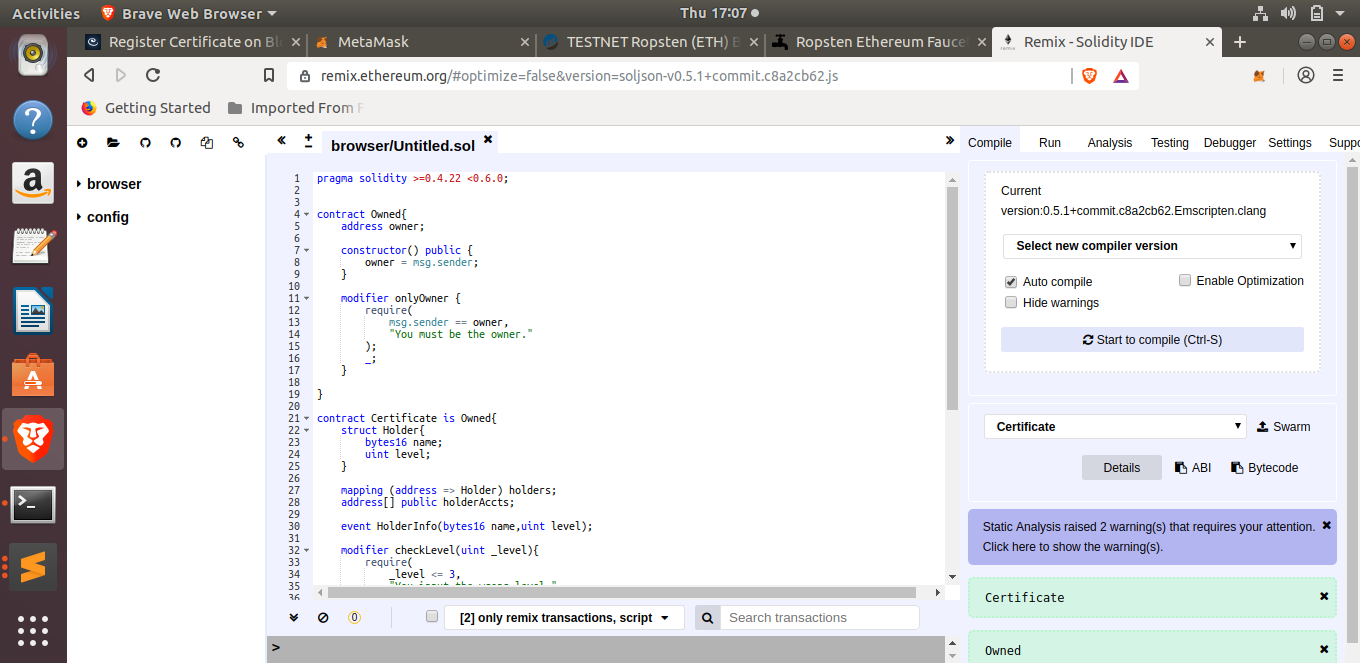 Activities Brave Web Browser Thu 17:07
Register Certificate on Bl MetaMask TESTNET Ropsten (ETH) B Ropsten Ethereum Fauce Remix - Solidity IDE
remix.ethereum.org/#optimize=false&version=soljson-v0.5.1+commit.c8a2cb62.js
Getting Started Imported From F
browser/Untitled.sol
Compile Run Analysis Testing Debugger Settings Suppo
browser
config
1 pragma solidity >=0.4.22 <0.6.0;
2
3
4 contract Owned{
5 address owner;
6
7 constructor() public {
8 owner = msg.sender;
9 }
10
11 modifier onlyOwner {
12 require(
13 msg.sender == owner,
14 "You must be the owner."
15 );
16 _;
17 }
18
19 }
20
21 contract Certificate is Owned{
22 struct Holder{
23 bytes16 name;
24 uint level;
25 }
26
27 mapping (address => Holder) holders;
28 address[] public holderAccts;
29
30 event HolderInfo(bytes16 name,uint level);
31
32 modifier checkLevel(uint _level){
33 require(
34 _level <= 3,
35 "You input the wrong level."
36
Current
version:0.5.1+commit.c8a2cb62.Emscripten.clang
Select new compiler version
Auto compile Enable Optimization
Hide warnings
Start to compile (Ctrl-S)
Certificate Swarm
Details ABI Bytecode
Static Analysis raised 2 warning(s) that requires your attention.
Click here to show the warning(s).
Certificate
Owned
0 [2] only remix transactions, script Search transactions
>